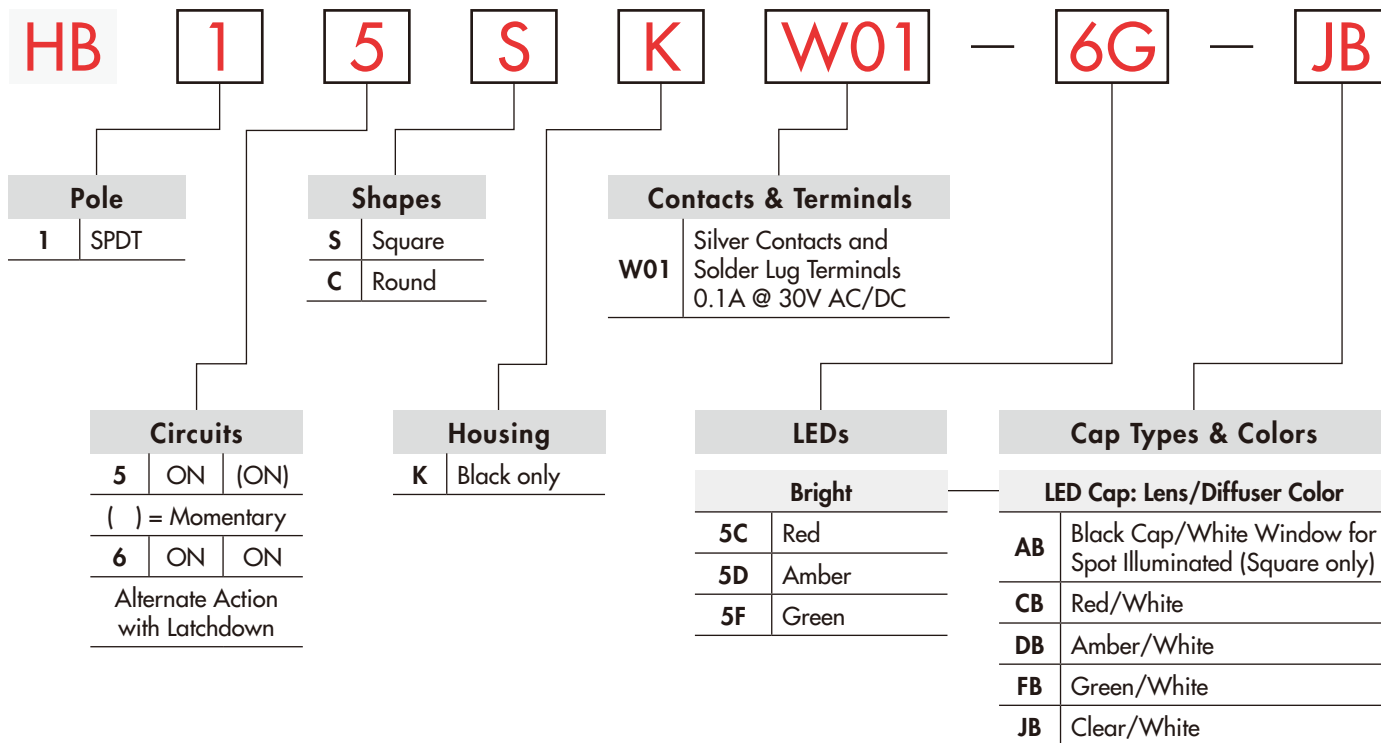 HB 1 5 S K W01 — 6G — JB
Pole
1 SPDT
Shapes
S Square
C Round
Contacts & Terminals
W01 Silver Contacts and
Solder Lug Terminals
0.1A @ 30V AC/DC
Circuits
5 ON (ON)
( ) = Momentary
6 ON ON
Alternate Action
with Latchdown
Housing
K Black only
LEDs
Bright
5C Red
5D Amber
5F Green
Cap Types & Colors
LED Cap: Lens/Diffuser Color
AB Black Cap/White Window for
Spot Illuminated (Square only)
CB Red/White
DB Amber/White
FB Green/White
JB Clear/White